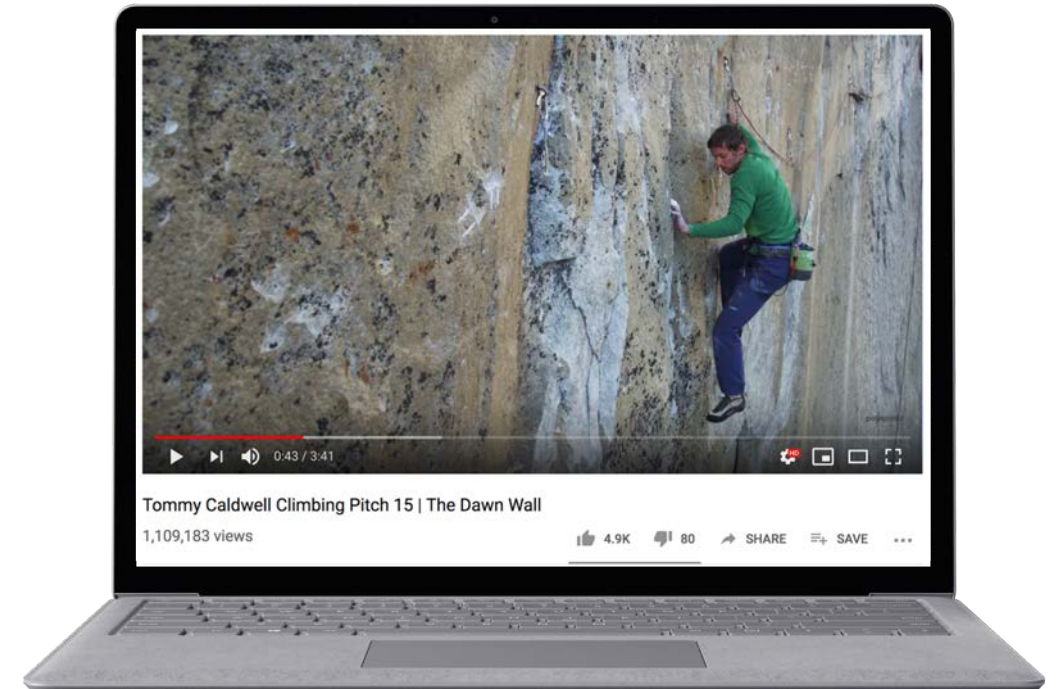 0:43 / 3:41
HD
Tommy Caldwell Climbing Pitch 15 | The Dawn Wall
1,109,183 views
4.9K
80
SHARE
SAVE